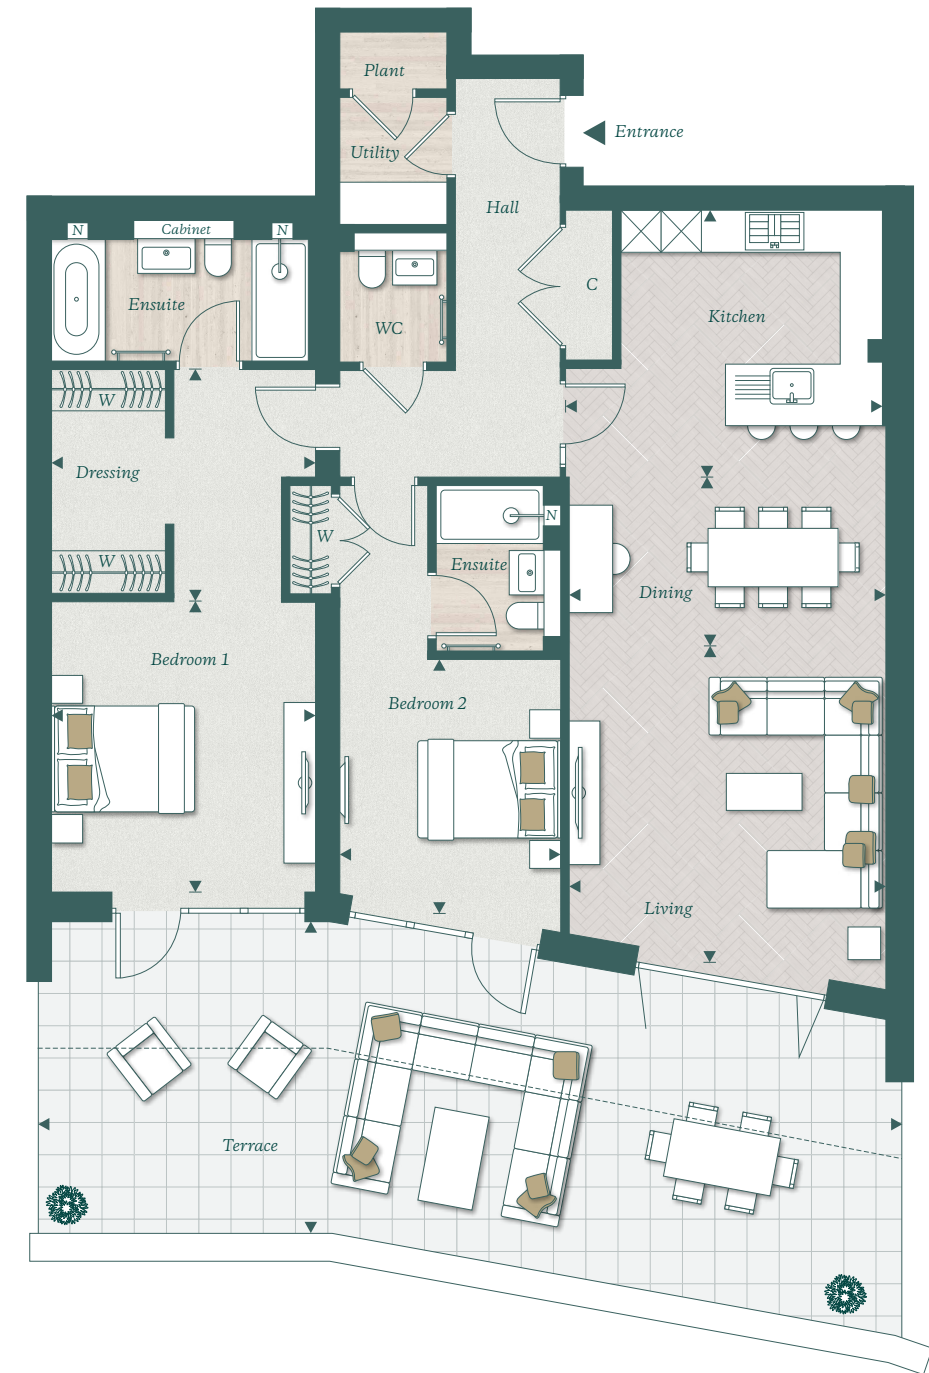 Plant
Entrance
Utility
Hall
N
Cabinet
N
C
Ensuite
Kitchen
WC
W
Dressing
N
W
W
Ensuite
Dining
Bedroom 1
Bedroom 2
Living
Terrace